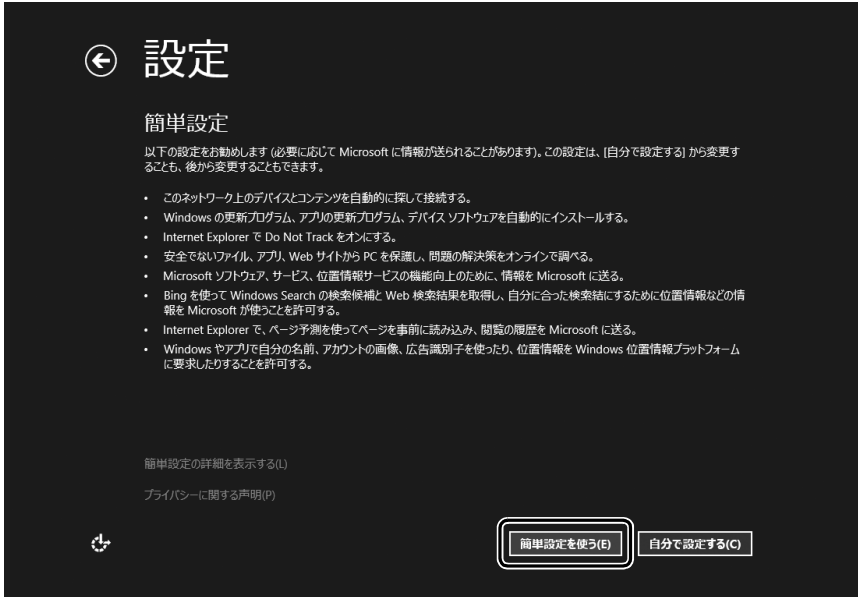 設定
簡単設定
以下の設定をお勧めします (必要に応じて Microsoft に情報が送られることがあります)。この設定は、[自分で設定する] から変更す
ることも、後から変更することもできます。
• このネットワーク上のデバイスとコンテンツを自動的に探して接続する。
• Windows の更新プログラム、アプリの更新プログラム、デバイス ソフトウェアを自動的にインストールする。
• Internet Explorer で Do Not Track をオンにする。
• 安全でないファイル、アプリ、Web サイトから PC を保護し、問題の解決策をオンラインで調べる。
• Microsoft ソフトウェア、サービス、位置情報サービスの機能向上のために、情報を Microsoft に送る。
• Bing を使って Windows Search の検索候補と Web 検索結果を取得し、自分に合った検索結にするために位置情報などの情
報を Microsoft が使うことを許可する。
• Internet Explorer で、ページ予測を使ってページを事前に読み込み、閲覧の履歴を Microsoft に送る。
• Windows やアプリで自分の名前、アカウントの画像、広告識別子を使ったり、位置情報を Windows 位置情報プラットフォーム
に要求したりすることを許可する。
簡単設定の詳細を表示する(L)
プライバシーに関する声明(P)
簡単設定を使う(E)
自分で設定する(C)